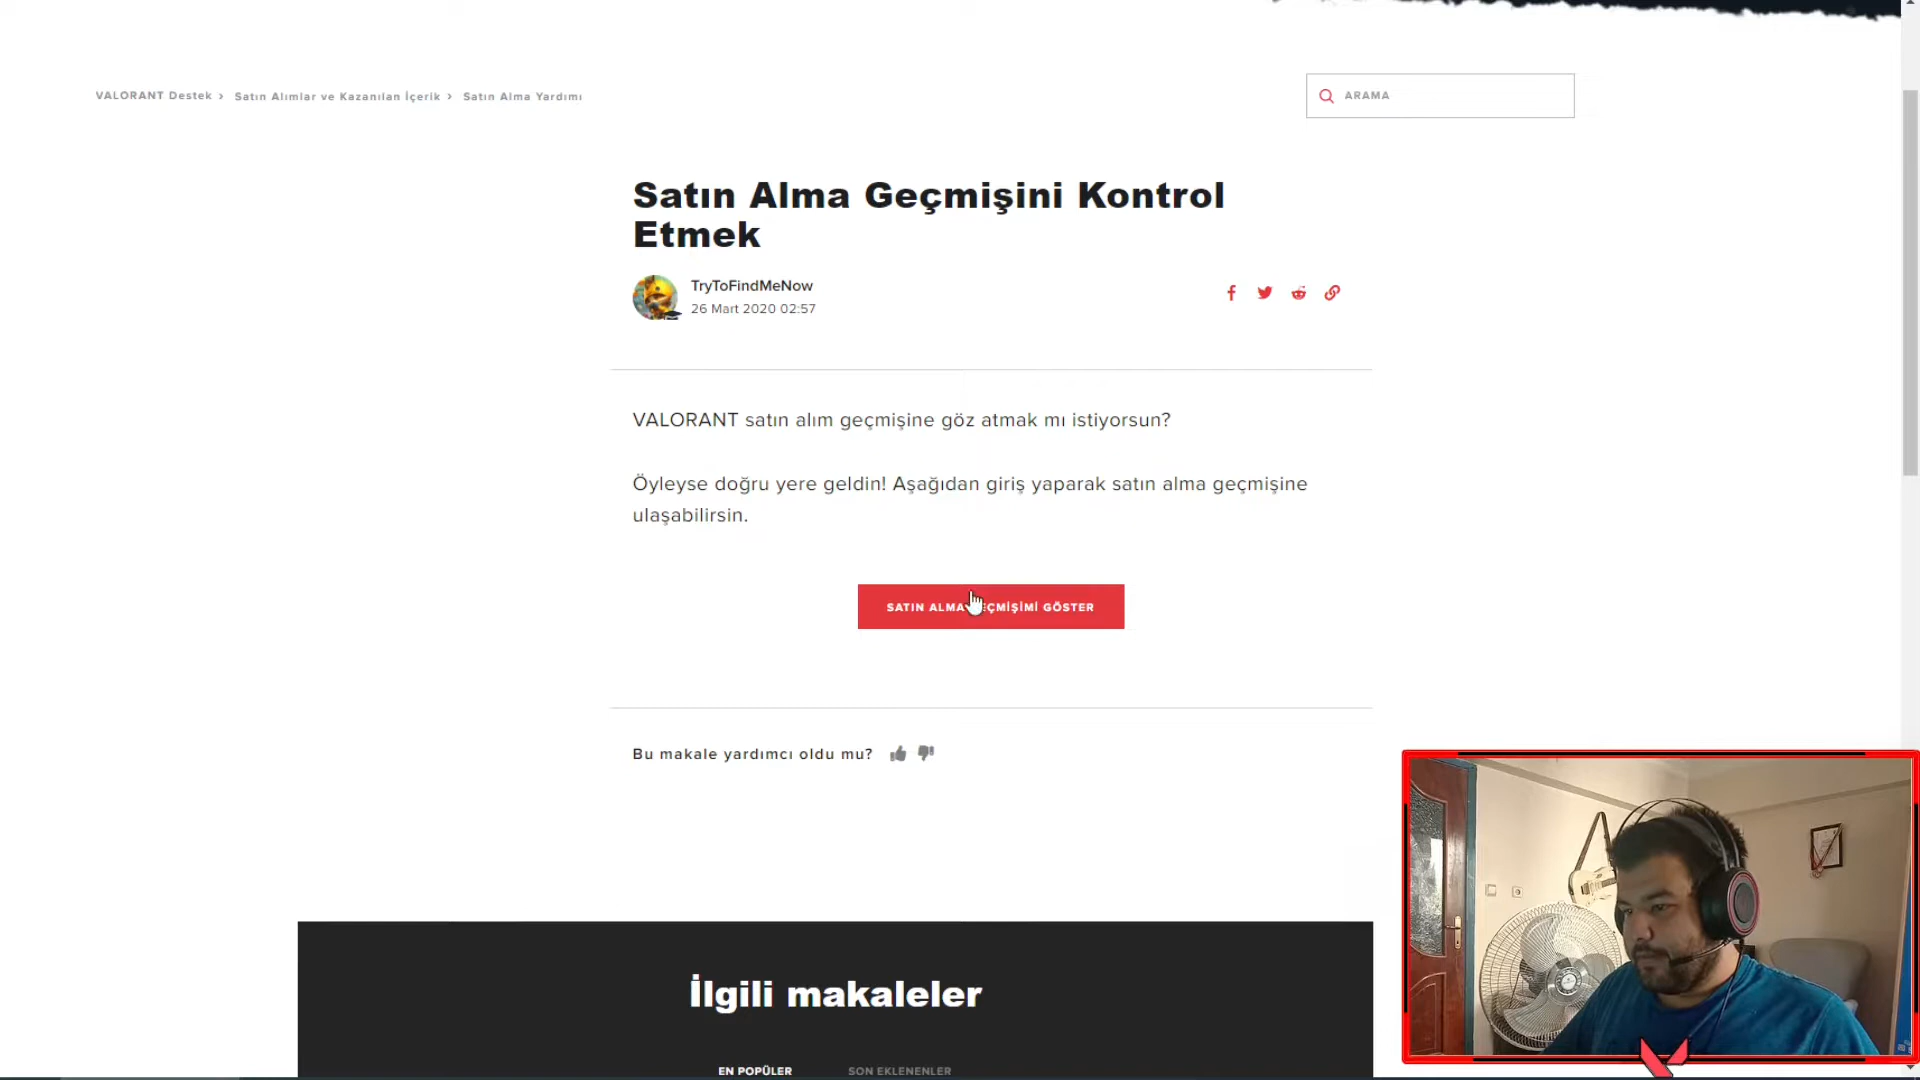 VALORANT Destek > Satın Alımlar ve Kazanılan İçerik > Satın Alma Yardımı
ARAMA
Satın Alma Geçmişini Kontrol
Etmek
TryToFindMeNow
26 Mart 2020 02:57
VALORANT satın alım geçmişine göz atmak mı istiyorsun?
Öyleyse doğru yere geldin! Aşağıdan giriş yaparak satın alma geçmişine
ulaşabilirsin.
SATIN ALMA GEÇMİŞİMİ GÖSTER
Bu makale yardımcı oldu mu?
İlgili makaleler
EN POPÜLER
SON EKLENENLER